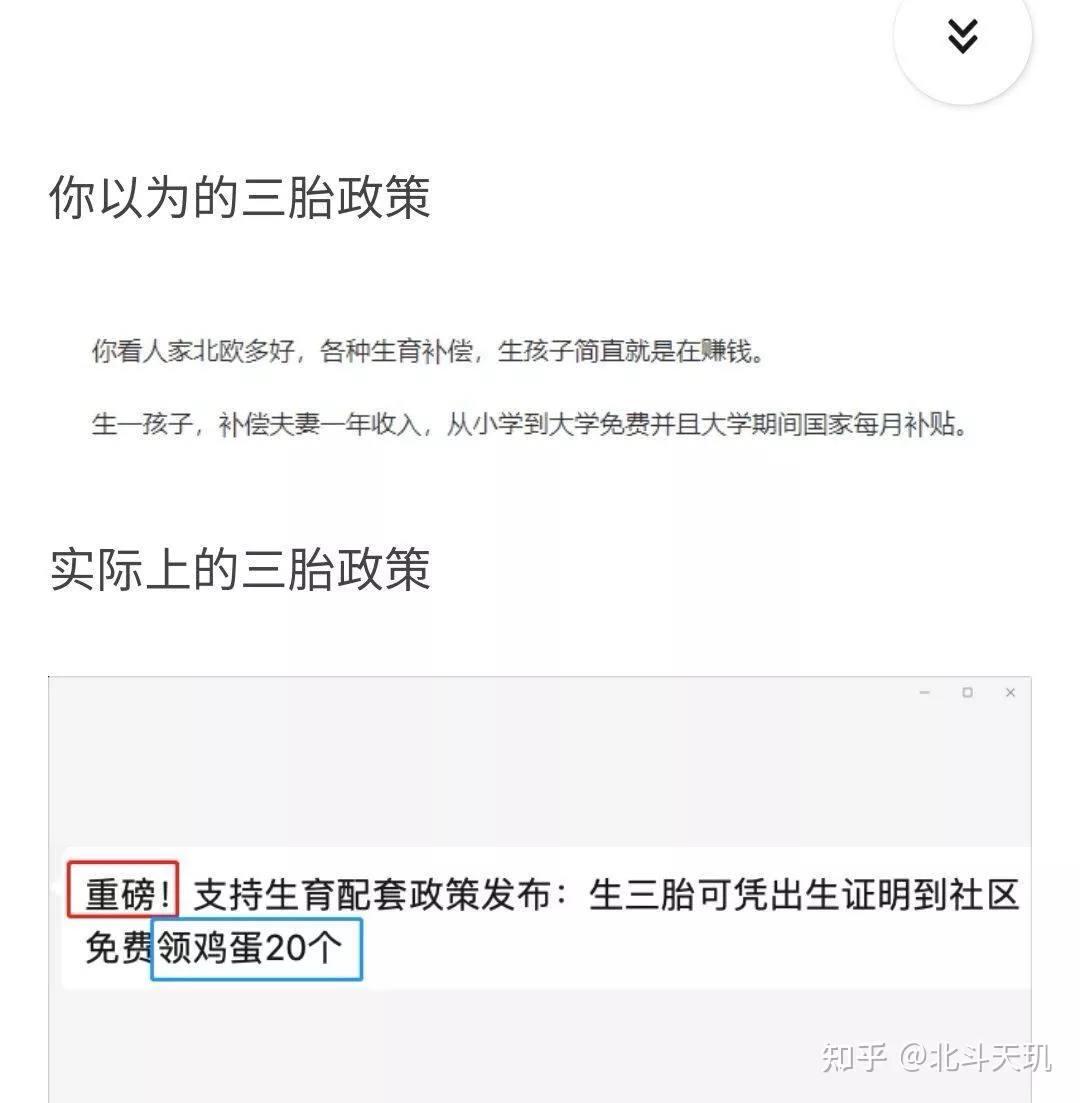 你以为的三胎政策
你看人家北欧多好，各种生育补偿，生孩子简直就是在赚钱。
生一孩子，补偿夫妻一年收入，从小学到大学免费并且大学期间国家每月补贴。
实际上的三胎政策
重磅！支持生育配套政策发布：生三胎可凭出生证明到社区
免费领鸡蛋20个
知乎 @北斗天玑